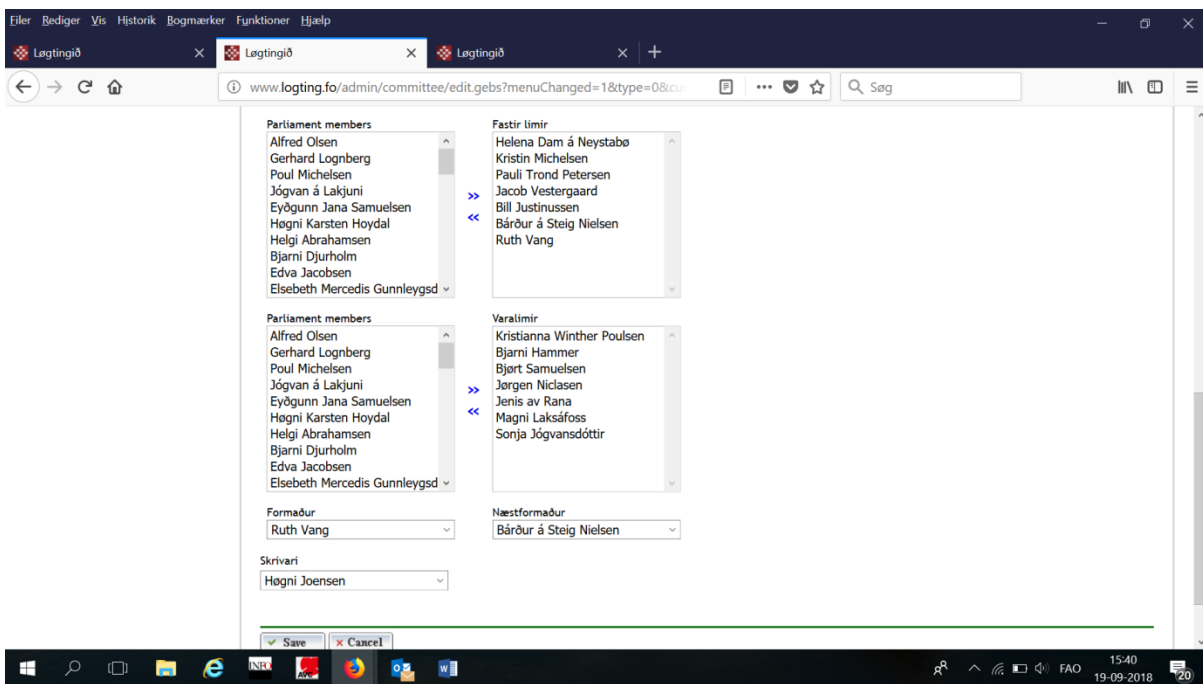 Filer Rediger Vis Historik Bogmærker Funktioner Hjælp
Løgtingið Løgtingið Løgtingið
www.logting.fo/admin/committee/edit.gebs?menuChanged=1&type=0&cu Søg
Parliament members Fastir limir
Alfred Olsen Helena Dam á Neystabø
Gerhard Lognberg Kristin Michelsen
Poul Michelsen Pauli Trond Petersen
Jógvan á Lakjuni Jacob Vestergaard
Eyðgunn Jana Samuelsen Bill Justinussen
Høgni Karsten Hoydal Bárður á Steig Nielsen
Helgi Abrahamsen Ruth Vang
Bjarni Djurholm
Edva Jacobsen
Elsebeth Mercedis Gunnleygsd
>>
<<
Parliament members Varalimir
Alfred Olsen Kristianna Winther Poulsen
Gerhard Lognberg Bjarni Hammer
Poul Michelsen Bjørt Samuelsen
Jógvan á Lakjuni Jørgen Niclasen
Eyðgunn Jana Samuelsen Jenis av Rana
Høgni Karsten Hoydal Magni Laksáfoss
Helgi Abrahamsen Sonja Jógvansdóttir
Bjarni Djurholm
Edva Jacobsen
Elsebeth Mercedis Gunnleygsd
>>
<<
Formaður Næstformaður
Ruth Vang Bárður á Steig Nielsen
Skrivari
Høgni Joensen
Save Cancel
INFO AVG FAO 15:40
19-09-2018 20